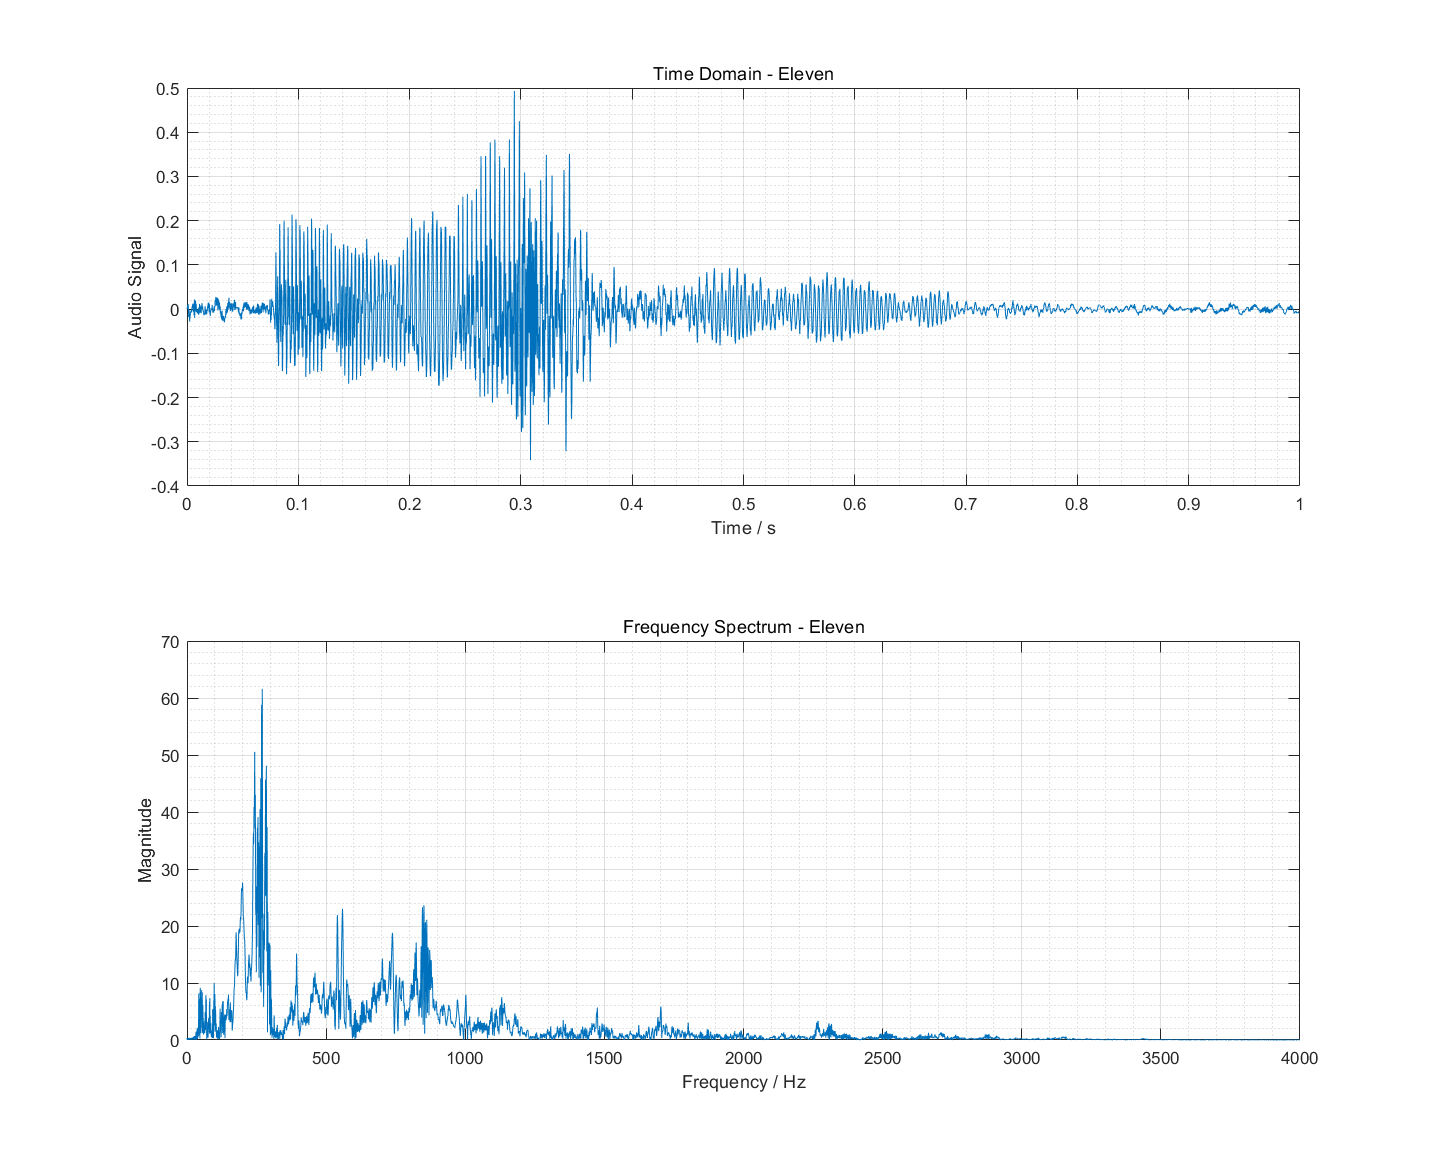 Time Domain - Eleven
0.5
0.4
0.3
0.2
0.1
0
-0.1
-0.2
-0.3
-0.4
Audio Signal
0 0.1 0.2 0.3 0.4 0.5 0.6 0.7 0.8 0.9 1
Time / s
Frequency Spectrum - Eleven
70
60
50
40
30
20
10
0
Magnitude
0 500 1000 1500 2000 2500 3000 3500 4000
Frequency / Hz